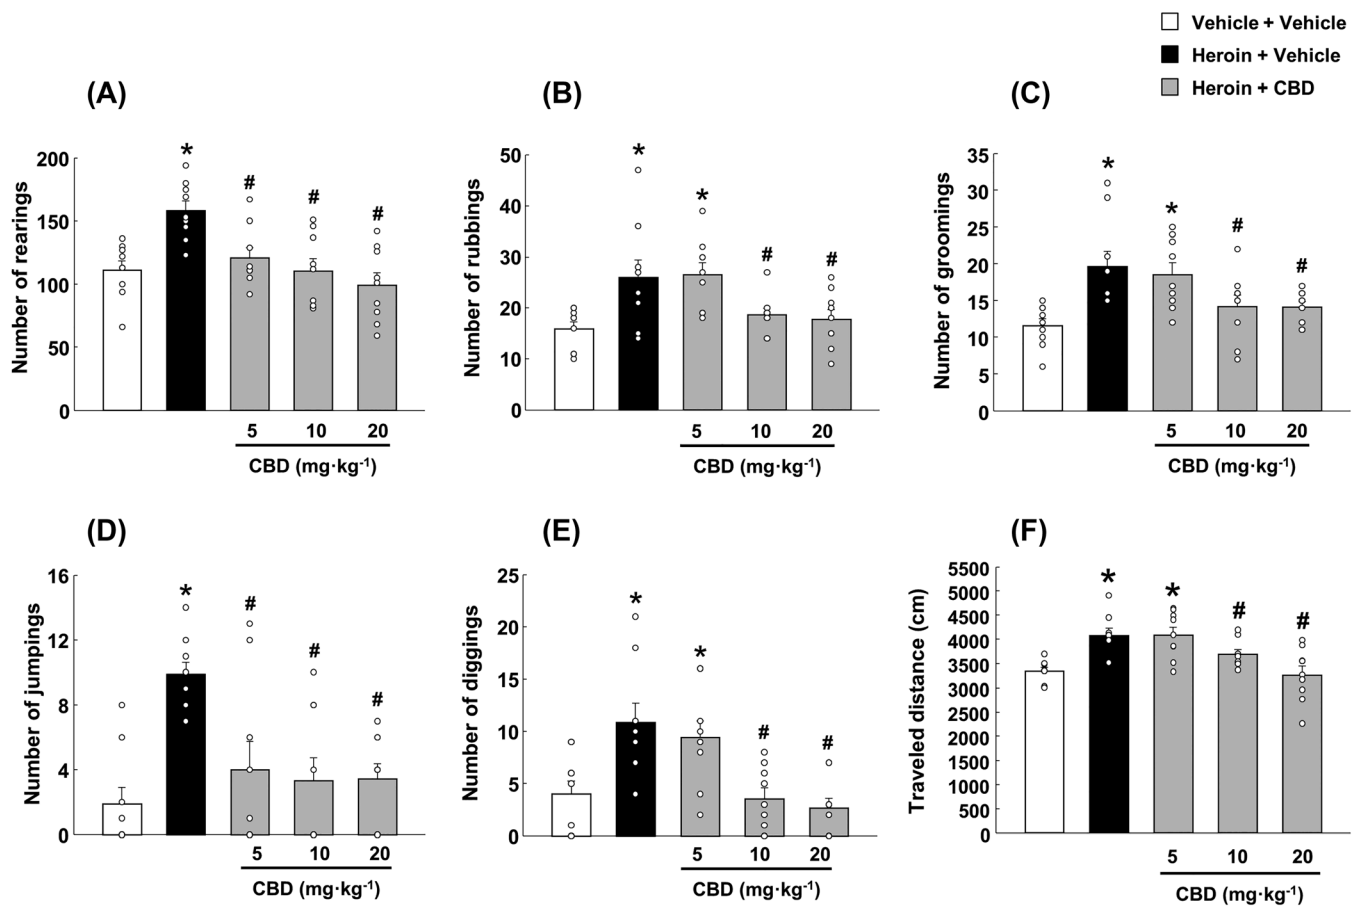 Vehicle + Vehicle
Heroin + Vehicle
Heroin + CBD
(A)
Number of rearings
200
150
100
50
0
*
#
#
#
5 10 20
CBD (mg·kg⁻¹)
(B)
Number of rubbings
50
40
30
20
10
0
*
*
#
#
5 10 20
CBD (mg·kg⁻¹)
(C)
Number of groomings
35
30
25
20
15
10
5
0
*
*
#
#
5 10 20
CBD (mg·kg⁻¹)
(D)
Number of jumpings
16
12
8
4
0
*
#
#
#
5 10 20
CBD (mg·kg⁻¹)
(E)
Number of diggings
25
20
15
10
5
0
*
*
#
#
5 10 20
CBD (mg·kg⁻¹)
(F)
Traveled distance (cm)
5500
5000
4500
4000
3500
3000
2500
4000
1500
1000
500
0
*
*
#
#
5 10 20
CBD (mg·kg⁻¹)